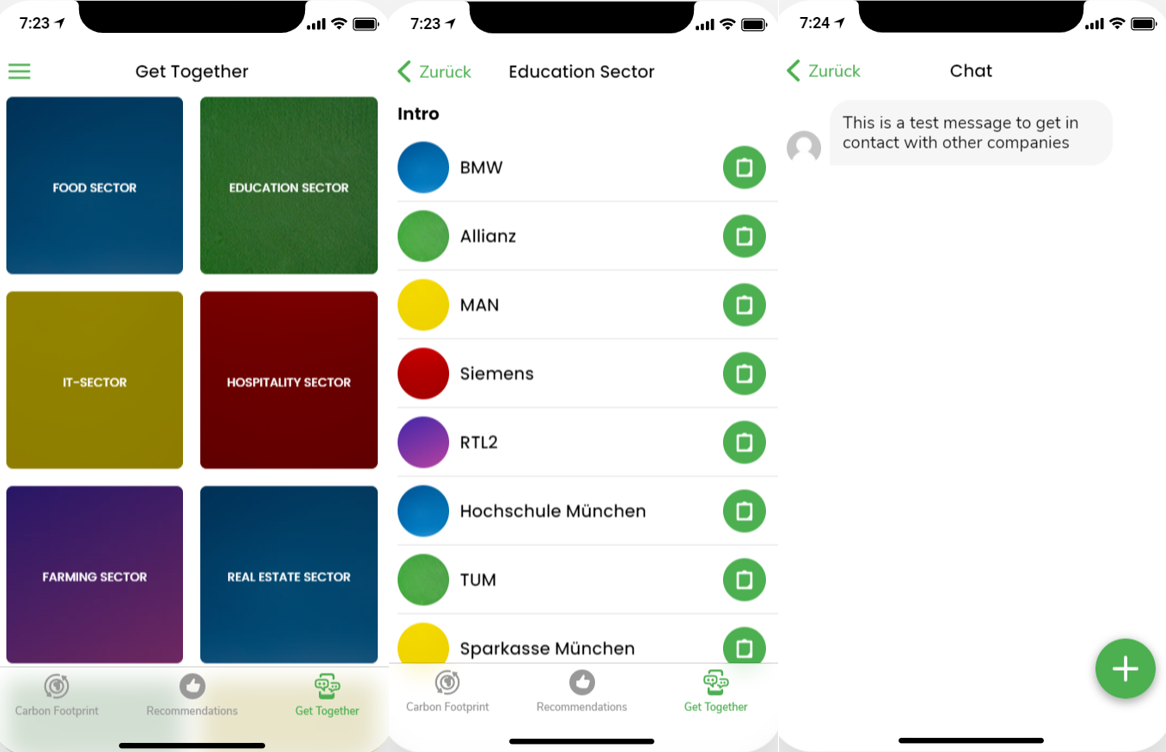 7:23
Get Together
FOOD SECTOR
EDUCATION SECTOR
IT-SECTOR
HOSPITALITY SECTOR
FARMING SECTOR
REAL ESTATE SECTOR
Carbon Footprint
Recommendations
Get Together
7:23
Zurück
Education Sector
Intro
BMW
Allianz
MAN
Siemens
RTL2
Hochschule München
TUM
Sparkasse München
Carbon Footprint
Recommendations
Get Together
7:24
Zurück
Chat
This is a test message to get in
contact with other companies